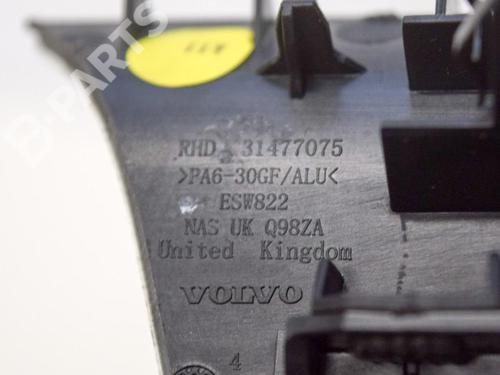 B-PARTS
RHD 31477075
>PA6-30GF/ALU<
ESW822
NAS UK Q98ZA
United Kingdom
VOLVO
4